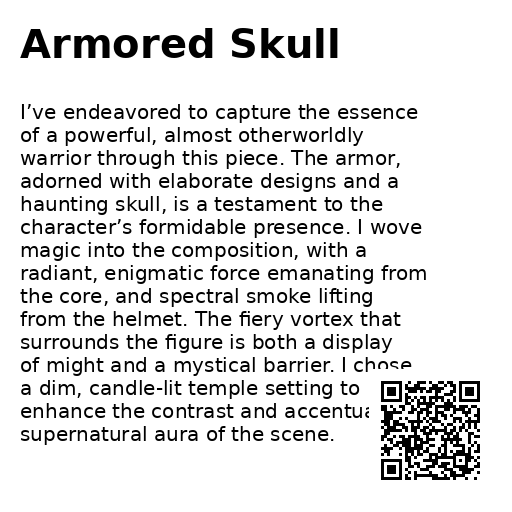 Armored Skull
I’ve endeavored to capture the essence
of a powerful, almost otherworldly
warrior through this piece. The armor,
adorned with elaborate designs and a
haunting skull, is a testament to the
character’s formidable presence. I wove
magic into the composition, with a
radiant, enigmatic force emanating from
the core, and spectral smoke lifting
from the helmet. The fiery vortex that
surrounds the figure is both a display
of might and a mystical barrier. I chose
a dim, candle-lit temple setting to
enhance the contrast and
supernatural aura of the scene.